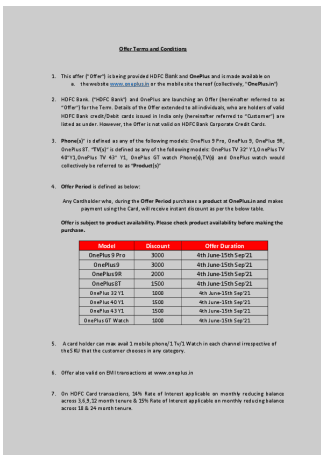 Offer Terms and Conditions
1. This offer ("Offer") is being provided HDFC Bank and OnePlus and is made available on
a. the website www.oneplus.in or the mobile site thereof (collectively, "OnePlus.in")
2. HDFC Bank. ("HDFC Bank") and OnePlus are launching an Offer (hereinafter referred to as
"Offer") for the Term. Details of the Offer extended to all individuals, who are holders of valid
HDFC Bank credit/Debit cards issued in India only (hereinafter referred to "Customer") are
listed as under. However, the Offer is not valid on HDFC Bank Corporate Credit Cards.
3. Phone(s)" is defined as any of the following models: OnePlus 9 Pro, OnePlus 9, OnePlus 9R,
OnePlus 8T. "TV(s)" is defined as any of the following models: OnePlus TV 32" Y1,OnePlus TV
40"Y1,OnePlus TV 43" Y1, OnePlus GT watch Phone(s),TV(s) and OnePlus watch would
collectively be referred to as "Product(s)"
4. Offer Period is defined as below:
Any Cardholder who, during the Offer Period purchases a product at OnePlus.in and makes
payment using the Card, will receive instant discount as per the below table.
Offer is subject to product availability. Please check product availability before making the
purchase.
Model Discount Offer Duration
OnePlus 9 Pro 3000 4th June-15th Sep'21
OnePlus9 3000 4th June-15th Sep'21
OnePlus9R 2000 4th June-15th Sep'21
OnePlus8T 1500 4th June-15th Sep'21
OnePlus 32 Y1 1000 4th June-15th Sep'21
OnePlus 40 Y1 1500 4th June-15th Sep'21
OnePlus 43 Y1 1500 4th June-15th Sep'21
OnePlus GT Watch 1000 4th June-15th Sep'21
5. A card holder can max avail 1 mobile phone/1 Tv/1 Watch in each channel irrespective of
the SKU that the customer chooses in any category.
6. Offer also valid on EMI transactions at www.oneplus.in
7. On HDFC Card transactions, 14% Rate of Interest applicable on monthly reducing balance
across 3,6,9,12 month tenure & 15% Rate of Interest applicable on monthly reducing balance
across 18 & 24 month tenure.